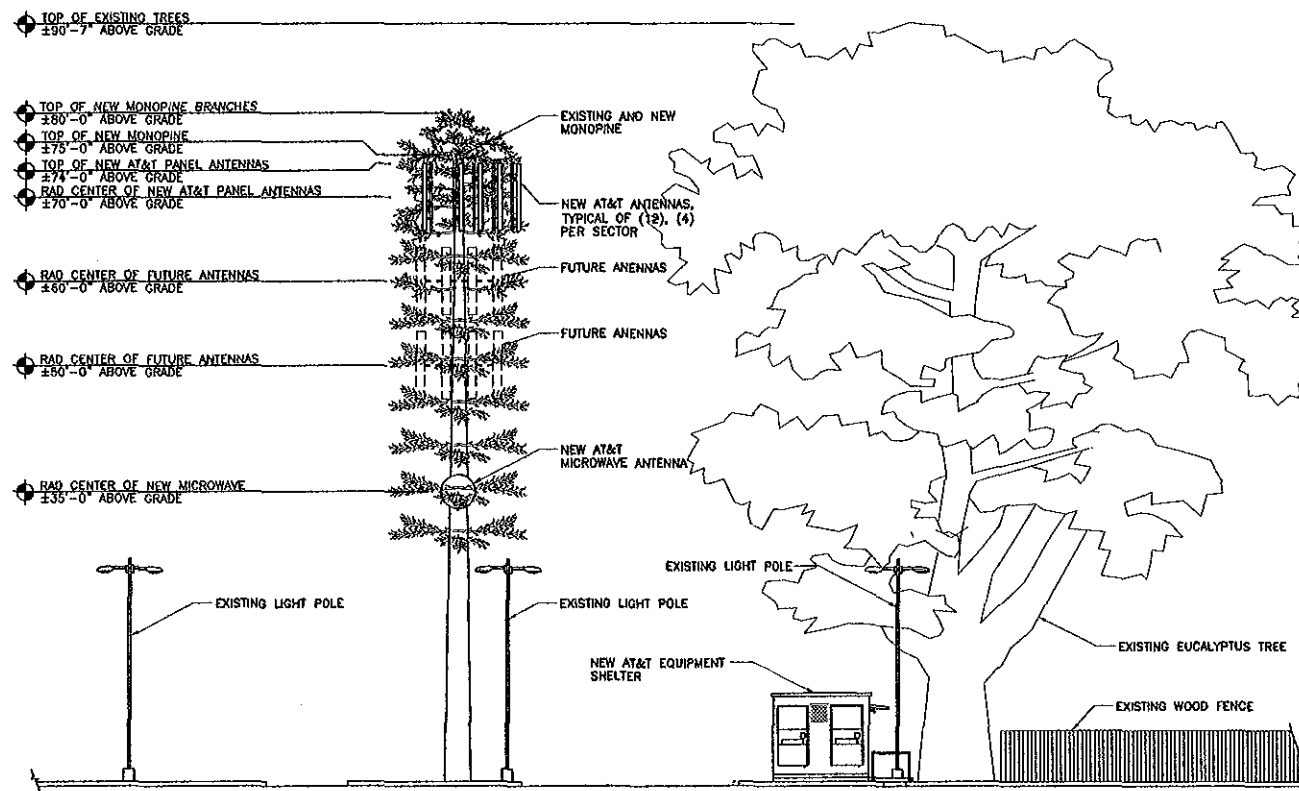 TOP OF EXISTING TREES
±90'-7" ABOVE GRADE
TOP OF NEW MONOPINE BRANCHES
±80'-0" ABOVE GRADE
TOP OF NEW MONOPINE
±75'-0" ABOVE GRADE
TOP OF NEW AT&T PANEL ANTENNAS
±74'-0" ABOVE GRADE
RAD CENTER OF NEW AT&T PANEL ANTENNAS
±70'-0" ABOVE GRADE
RAD CENTER OF FUTURE ANTENNAS
±60'-0" ABOVE GRADE
RAD CENTER OF FUTURE ANTENNAS
±60'-0" ABOVE GRADE
RAD CENTER OF NEW MICROWAVE
±35'-0" ABOVE GRADE
EXISTING AND NEW
MONOPINE
NEW AT&T ANTENNAS,
TYPICAL OF (12), (4)
PER SECTOR
FUTURE ANENNAS
FUTURE ANENNAS
NEW AT&T
MICROWAVE ANTENNA
EXISTING LIGHT POLE
EXISTING LIGHT POLE
EXISTING LIGHT POLE
NEW AT&T EQUIPMENT
SHELTER
EXISTING EUCALYPTUS TREE
EXISTING WOOD FENCE